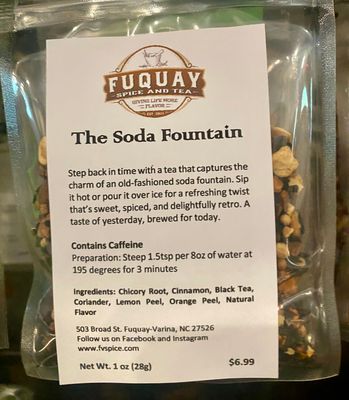 FUQUAY
SPICE AND TEA
GIVING LIFE MORE
FLAVOR
The Soda Fountain
Step back in time with a tea that captures the
charm of an old-fashioned soda fountain. Sip
it hot or pour it over ice for a refreshing twist
that's sweet, spiced, and delightfully retro. A
taste of yesterday, brewed for today.
Contains Caffeine
Preparation: Steep 1.5tsp per 8oz of water at
195 degrees for 3 minutes
Ingredients: Chicory Root, Cinnamon, Black Tea,
Coriander, Lemon Peel, Orange Peel, Natural
Flavor
503 Broad St. Fuquay-Varina, NC 27526
Follow us on Facebook and Instagram
www.fvspice.com
Net Wt. 1 oz (28g) $6.99